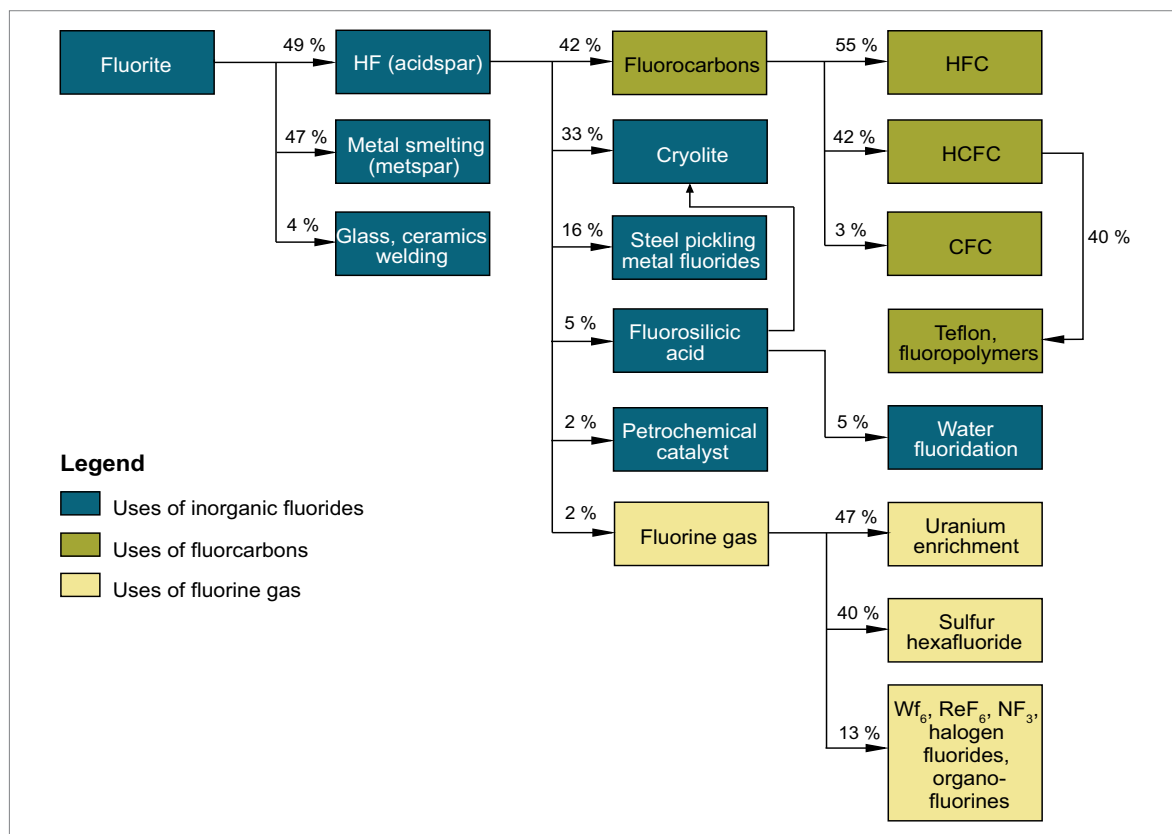 Fluorite
49 %
HF (acidspar)
47 %
Metal smelting
(metspar)
4 %
Glass, ceramics
welding
42 %
Fluorocarbons
33 %
Cryolite
16 %
Steel pickling
metal fluorides
5 %
Fluorosilicic
acid
2 %
Petrochemical
catalyst
2 %
Fluorine gas
55 %
HFC
42 %
HCFC
3 %
CFC
40 %
Teflon,
fluoropolymers
5 %
Water
fluoridation
47 %
Uranium
enrichment
40 %
Sulfur
hexafluoride
13 %
Wf₆, ReF₆, NF₃,
halogen
fluorides,
organo-
fluorines
Legend
Uses of inorganic fluorides
Uses of fluorcarbons
Uses of fluorine gas